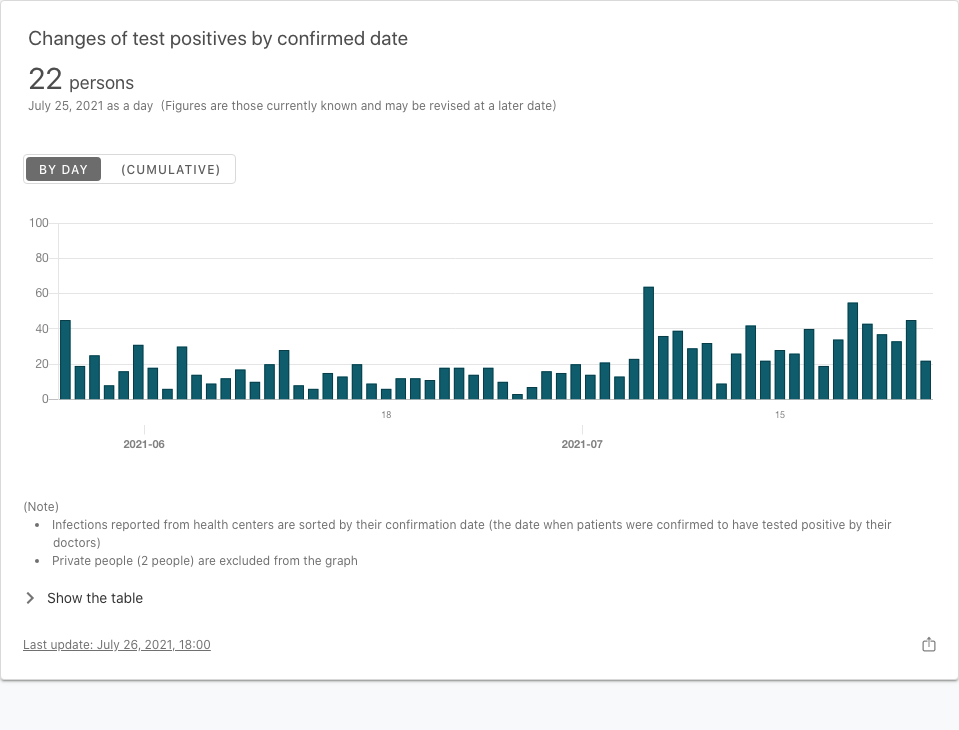 Changes of test positives by confirmed date
22 persons
July 25, 2021 as a day (Figures are those currently known and may be revised at a later date)
BY DAY (CUMULATIVE)
100
80
60
40
20
0
18 15
2021-06 2021-07
(Note)
• Infections reported from health centers are sorted by their confirmation date (the date when patients were confirmed to have tested positive by their
doctors)
• Private people (2 people) are excluded from the graph
Show the table
Last update: July 26, 2021, 18:00